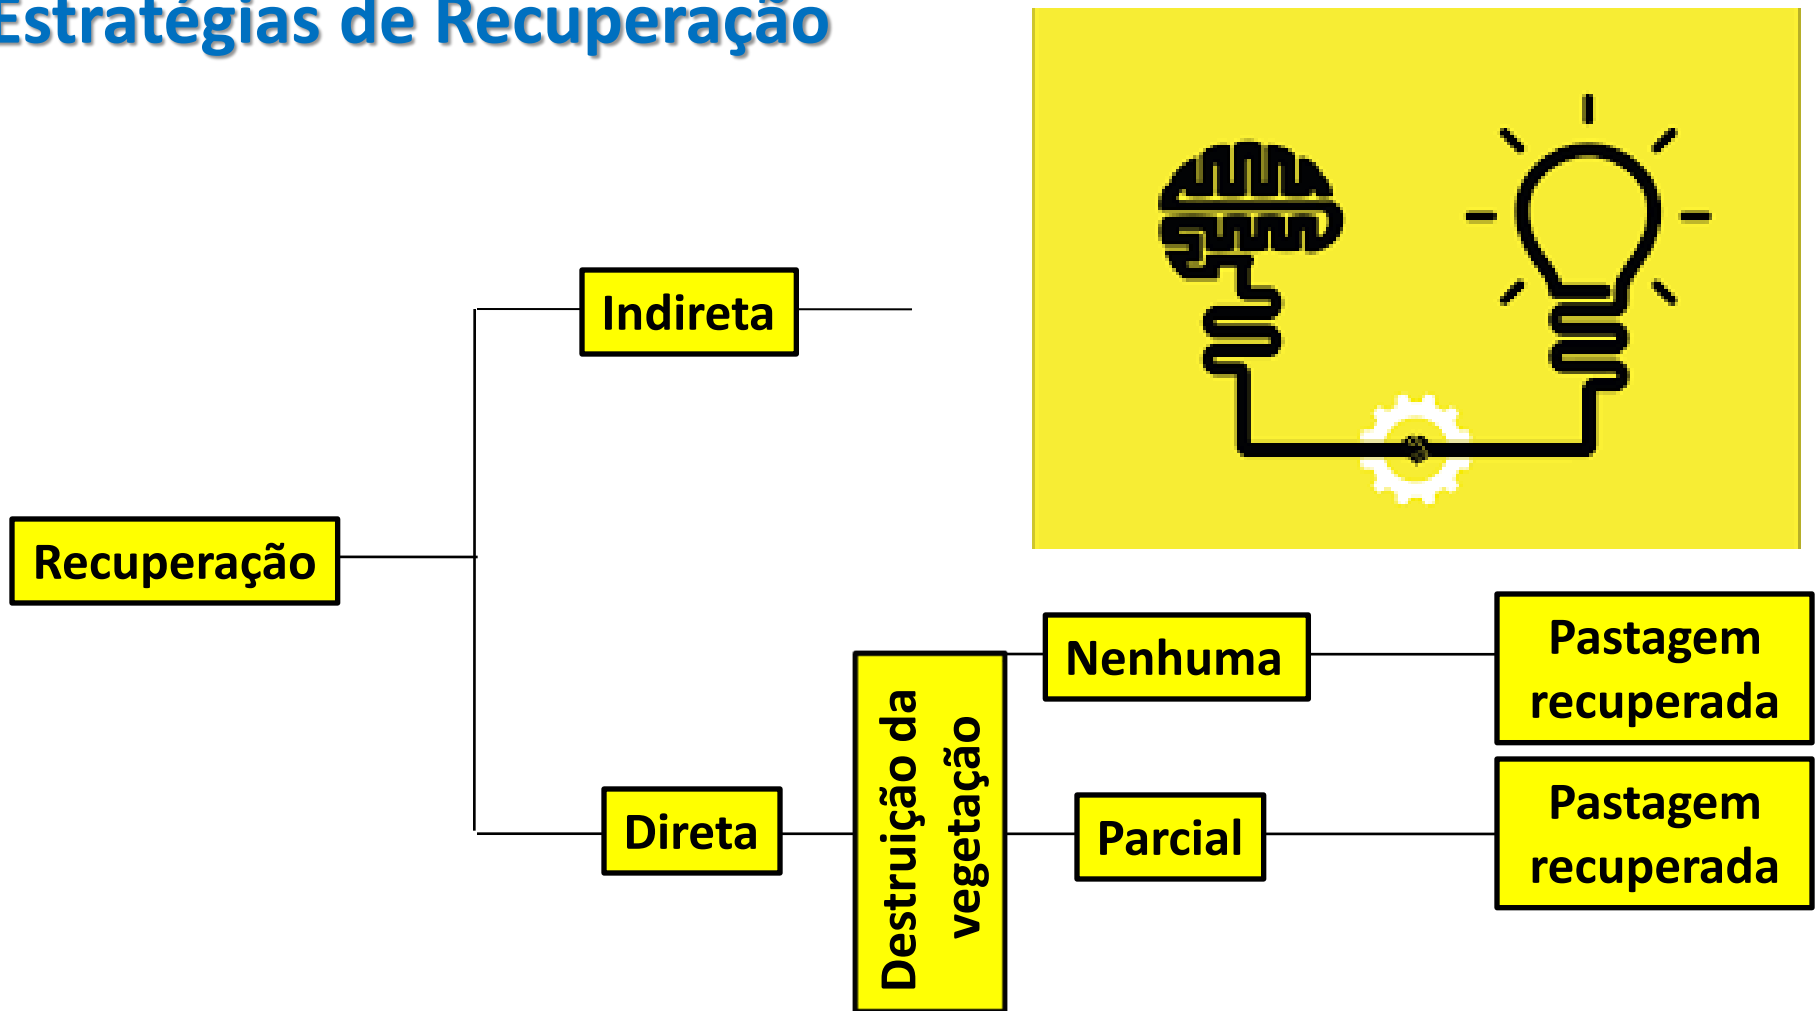 Estratégias de Recuperação
Indireta
Recuperação
Nenhuma
Pastagem
recuperada
Destruição da
vegetação
Direta
Parcial
Pastagem
recuperada